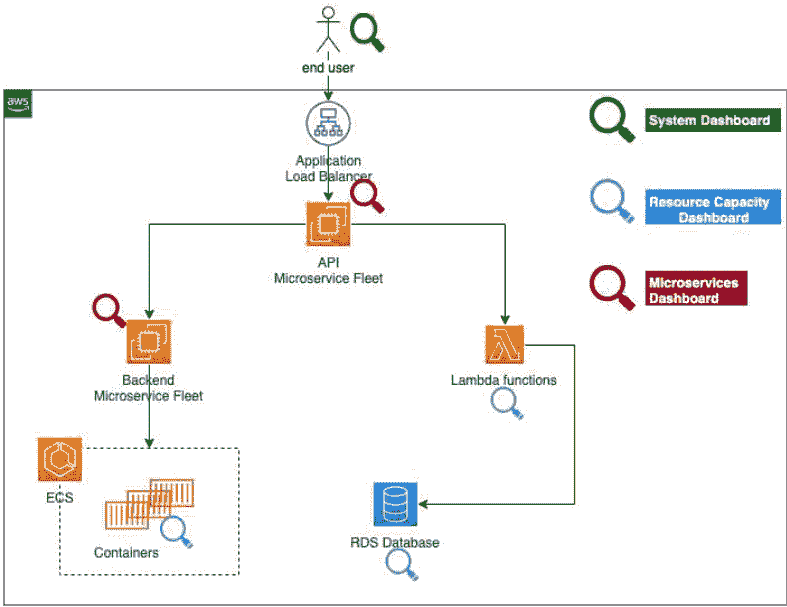 end user
aws
System Dashboard
Application
Load Balancer
Resource Capacity
Dashboard
API
Microservice Fleet
Microservices
Dashboard
Backend
Microservice Fleet
Lambda functions
ECS
Containers
RDS Database